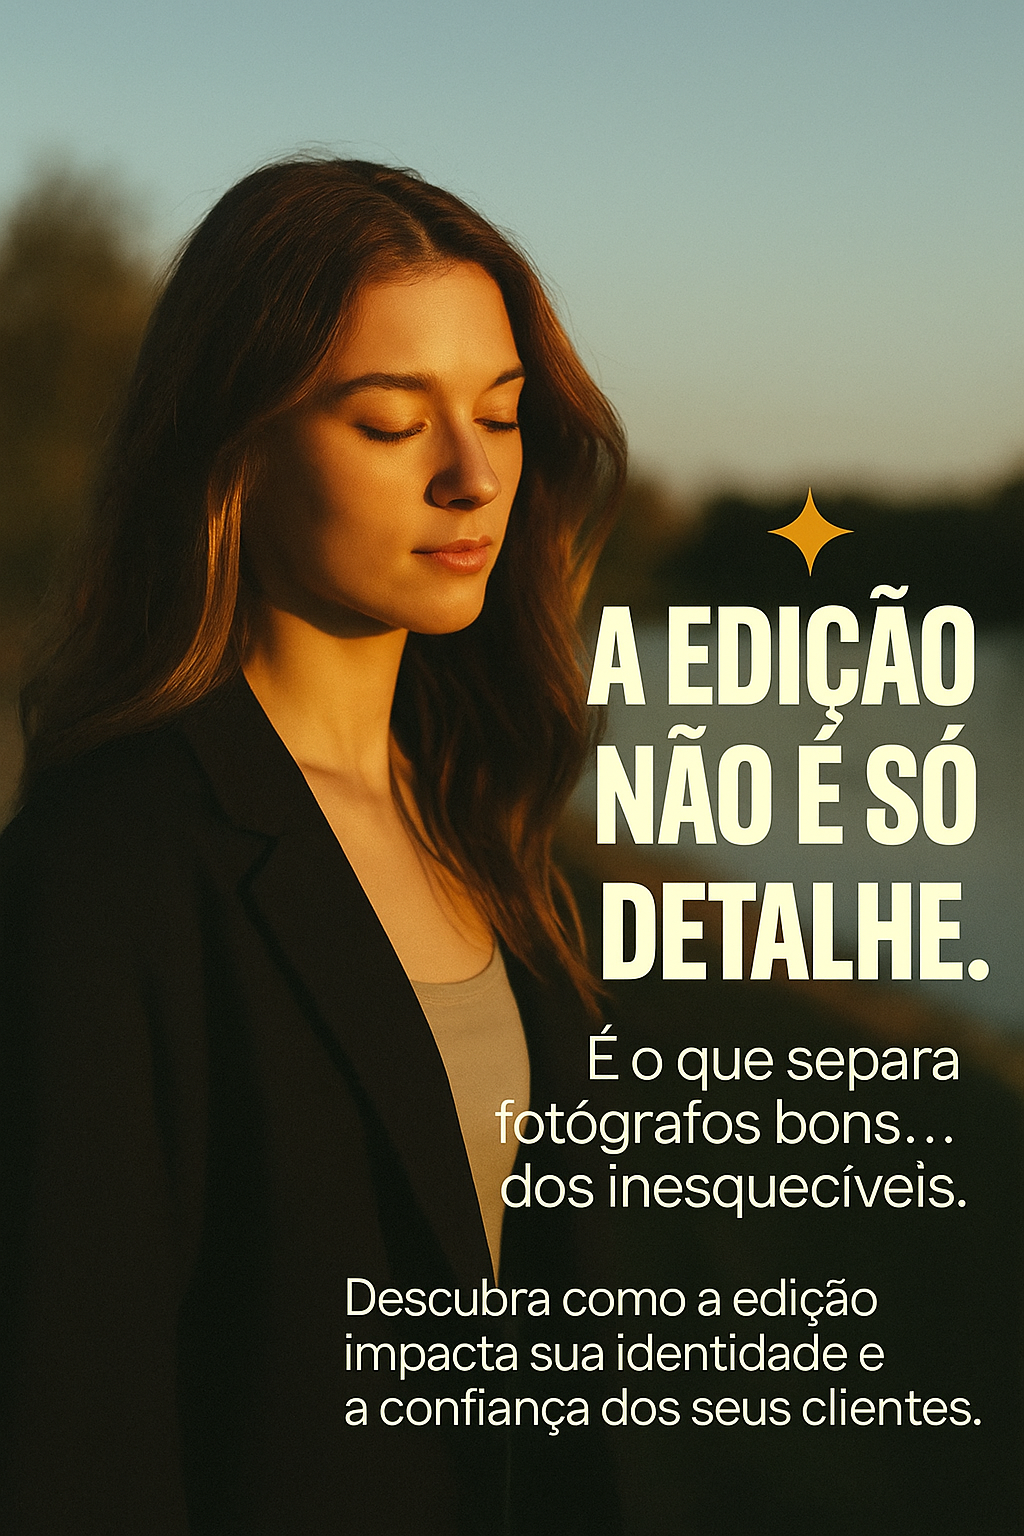 A EDIÇÃO
NÃO É SÓ
DETALHE.
É o que separa
fotógrafos bons...
dos inesquecíveis.
Descubra como a edição
impacta sua identidade e
a confiança dos seus clientes.